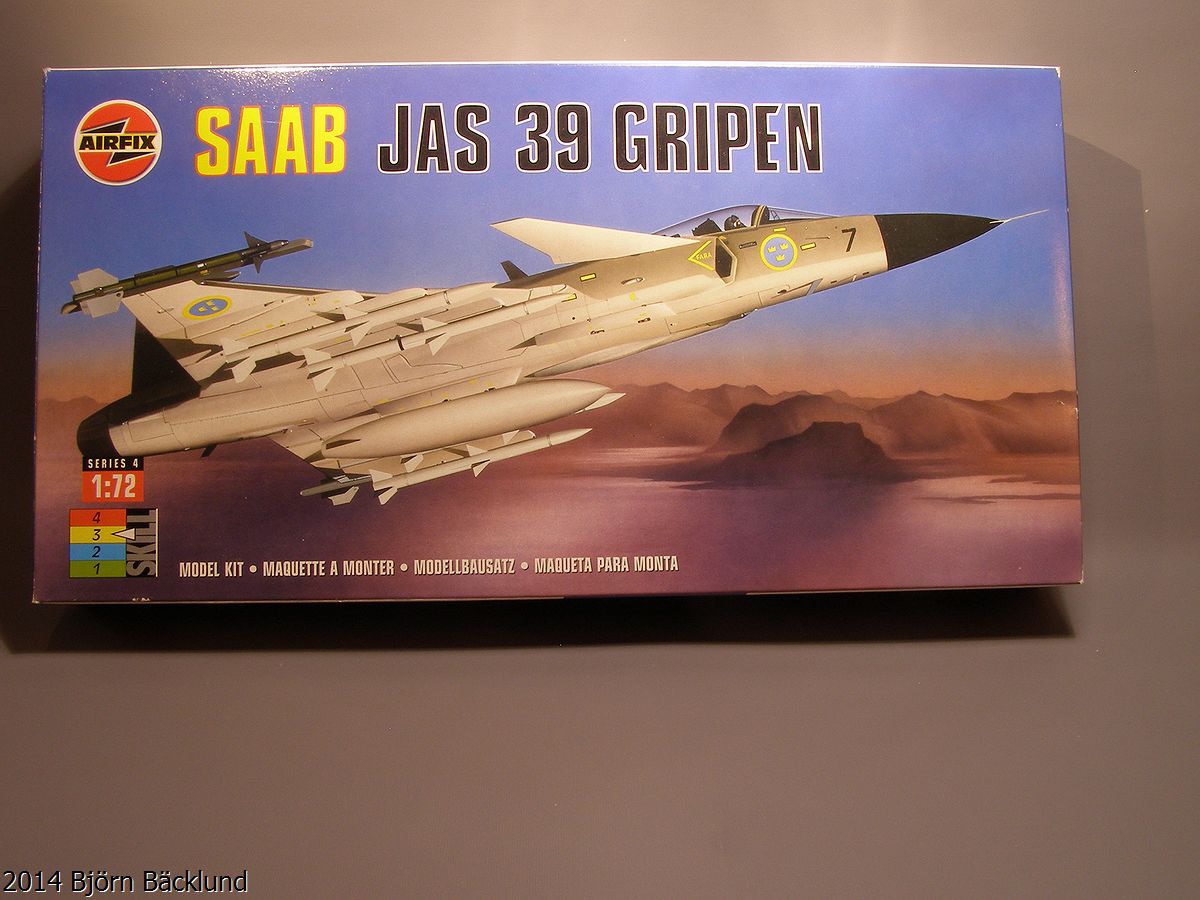 AIRFIX
SAAB JAS 39 GRIPEN
7
FARA
SERIES 4
1:72
4
3
2
1
SKILL
MODEL KIT • MAQUETTE A MONTER • MODELLBAUSATZ • MAQUETA PARA MONTA
2014 Björn Bäcklund